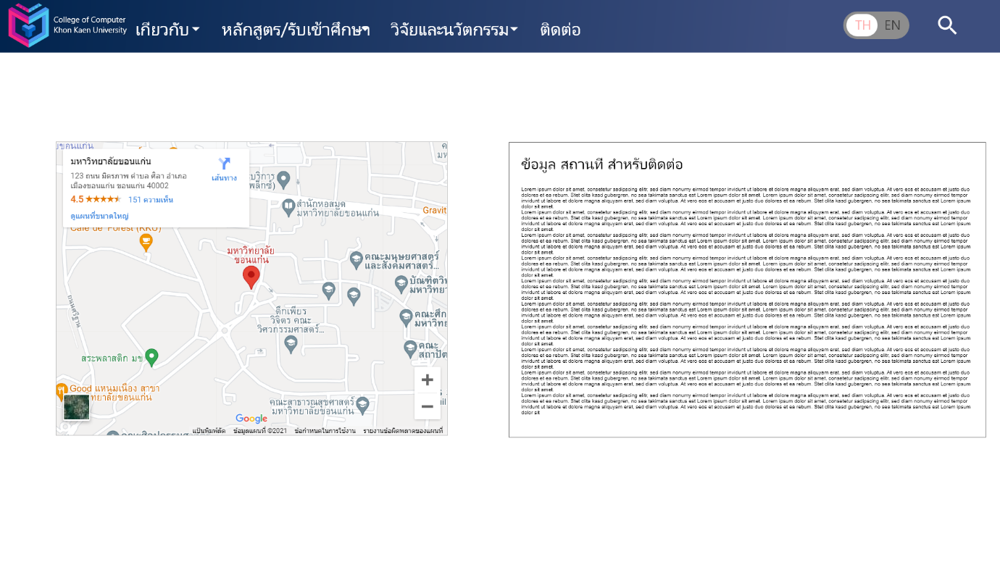 College of Computer
Khon Kaen University
เกี่ยวกับ หลักสูตร/รับเข้าศึกษา วิจัยและนวัตกรรม ติดต่อ
TH EN
มหาวิทยาลัยขอนแก่น
123 ถนน มิตรภาพ ตำบล ศิลา อำเภอ
เมืองขอนแก่น ขอนแก่น 40002
4.5 151 ความเห็น
ดูแผนที่ขนาดใหญ่
เส้นทาง
สำนักหอสมุด
มหาวิทยาลัยขอนแก่น
Gravit
มหาวิทยาลัย
ขอนแก่น
คณะมนุษยศาสตร์
และสังคมศาสตร์...
บัณฑิตวิ
มหาวิทยา
ถนนศรีฐาน
ตึกเพียร
วิจิตร คณะ
วิศวกรรมศาสตร์...
คณะศึก
มหาวิท
คณะ
สถาปัต
สระพลาสติก มข
Good แหนมเนือง สาขา
คณะสาธารณสุขศาสตร์
มหาวิทยาลัยขอนแก่น
Google
แป้นพิมพ์ลัด ข้อมูลแผนที่ ©2021 ข้อกำหนดในการใช้งาน รายงานข้อผิดพลาดของแผนที่
ข้อมูล สถานที สำหรับติดต่อ
Lorem ipsum dolor sit amet, consetetur sadipscing elitr, sed diam nonumy eirmod tempor invidunt ut labore et dolore magna aliquyam erat, sed diam voluptua. At vero eos et accusam et justo duo
dolores et ea rebum. Stet clita kasd gubergren, no sea takimata sanctus est Lorem ipsum dolor sit amet. Lorem ipsum dolor sit amet, consetetur sadipscing elitr, sed diam nonumy eirmod tempor
invidunt ut labore et dolore magna aliquyam erat, sed diam voluptua. At vero eos et accusam et justo duo dolores et ea rebum. Stet clita kasd gubergren, no sea takimata sanctus est Lorem ipsum
dolor sit amet.
Lorem ipsum dolor sit amet, consetetur sadipscing elitr, sed diam nonumy eirmod tempor invidunt ut labore et dolore magna aliquyam erat, sed diam voluptua. At vero eos et accusam et justo duo
dolores et ea rebum. Stet clita kasd gubergren, no sea takimata sanctus est Lorem ipsum dolor sit amet. Lorem ipsum dolor sit amet, consetetur sadipscing elitr, sed diam nonumy eirmod tempor
invidunt ut labore et dolore magna aliquyam erat, sed diam voluptua. At vero eos et accusam et justo duo dolores et ea rebum. Stet clita kasd gubergren, no sea takimata sanctus est Lorem ipsum
dolor sit amet.
Lorem ipsum dolor sit amet, consetetur sadipscing elitr, sed diam nonumy eirmod tempor invidunt ut labore et dolore magna aliquyam erat, sed diam voluptua. At vero eos et accusam et justo duo
dolores et ea rebum. Stet clita kasd gubergren, no sea takimata sanctus est Lorem ipsum dolor sit amet. Lorem ipsum dolor sit amet, consetetur sadipscing elitr, sed diam nonumy eirmod tempor
invidunt ut labore et dolore magna aliquyam erat, sed diam voluptua. At vero eos et accusam et justo duo dolores et ea rebum. Stet clita kasd gubergren, no sea takimata sanctus est Lorem ipsum
dolor sit amet.
Lorem ipsum dolor sit amet, consetetur sadipscing elitr, sed diam nonumy eirmod tempor invidunt ut labore et dolore magna aliquyam erat, sed diam voluptua. At vero eos et accusam et justo duo
dolores et ea rebum. Stet clita kasd gubergren, no sea takimata sanctus est Lorem ipsum dolor sit amet. Lorem ipsum dolor sit amet, consetetur sadipscing elitr, sed diam nonumy eirmod tempor
invidunt ut labore et dolore magna aliquyam erat, sed diam voluptua. At vero eos et accusam et justo duo dolores et ea rebum. Stet clita kasd gubergren, no sea takimata sanctus est Lorem ipsum
dolor sit amet.
Lorem ipsum dolor sit amet, consetetur sadipscing elitr, sed diam nonumy eirmod tempor invidunt ut labore et dolore magna aliquyam erat, sed diam voluptua. At vero eos et accusam et justo duo
dolores et ea rebum. Stet clita kasd gubergren, no sea takimata sanctus est Lorem ipsum dolor sit amet. Lorem ipsum dolor sit amet, consetetur sadipscing elitr, sed diam nonumy eirmod tempor
invidunt ut labore et dolore magna aliquyam erat, sed diam voluptua. At vero eos et accusam et justo duo dolores et ea rebum. Stet clita kasd gubergren, no sea takimata sanctus est Lorem ipsum
dolor sit amet.
Lorem ipsum dolor sit amet, consetetur sadipscing elitr, sed diam nonumy eirmod tempor invidunt ut labore et dolore magna aliquyam erat, sed diam voluptua. At vero eos et accusam et justo duo
dolores et ea rebum. Stet clita kasd gubergren, no sea takimata sanctus est Lorem ipsum dolor sit amet. Lorem ipsum dolor sit amet, consetetur sadipscing elitr, sed diam nonumy eirmod tempor
invidunt ut labore et dolore magna aliquyam erat, sed diam voluptua. At vero eos et accusam et justo duo dolores et ea rebum. Stet clita kasd gubergren, no sea takimata sanctus est Lorem ipsum
dolor sit amet.
Lorem ipsum dolor sit amet, consetetur sadipscing elitr, sed diam nonumy eirmod tempor invidunt ut labore et dolore magna aliquyam erat, sed diam voluptua. At vero eos et accusam et justo duo
dolores et ea rebum. Stet clita kasd gubergren, no sea takimata sanctus est Lorem ipsum dolor sit amet. Lorem ipsum dolor sit amet, consetetur sadipscing elitr, sed diam nonumy eirmod tempor
invidunt ut labore et dolore magna aliquyam erat, sed diam voluptua. At vero eos et accusam et justo duo dolores et ea rebum. Stet clita kasd gubergren, no sea takimata sanctus est Lorem ipsum
dolor sit amet.
Lorem ipsum dolor sit amet, consetetur sadipscing elitr, sed diam nonumy eirmod tempor invidunt ut labore et dolore magna aliquyam erat, sed diam voluptua. At vero eos et accusam et justo duo
dolores et ea rebum. Stet clita kasd gubergren, no sea takimata sanctus est Lorem ipsum dolor sit amet. Lorem ipsum dolor sit amet, consetetur sadipscing elitr, sed diam nonumy eirmod tempor
invidunt ut labore et dolore magna aliquyam erat, sed diam voluptua. At vero eos et accusam et justo duo dolores et ea rebum. Stet clita kasd gubergren, no sea takimata sanctus est Lorem ipsum
dolor sit amet.
Lorem ipsum dolor sit amet, consetetur sadipscing elitr, sed diam nonumy eirmod tempor invidunt ut labore et dolore magna aliquyam erat, sed diam voluptua. At vero eos et accusam et justo duo
dolores et ea rebum. Stet clita kasd gubergren, no sea takimata sanctus est Lorem ipsum dolor sit amet. Lorem ipsum dolor sit amet, consetetur sadipscing elitr, sed diam nonumy eirmod tempor
invidunt ut labore et dolore magna aliquyam erat, sed diam voluptua. At vero eos et accusam et justo duo dolores et ea rebum. Stet clita kasd gubergren, no sea takimata sanctus est Lorem ipsum
dolor sit amet.
Lorem ipsum dolor sit amet, consetetur sadipscing elitr, sed diam nonumy eirmod tempor invidunt ut labore et dolore magna aliquyam erat, sed diam voluptua. At vero eos et accusam et justo duo
dolores et ea rebum. Stet clita kasd gubergren, no sea takimata sanctus est Lorem ipsum dolor sit amet. Lorem ipsum dolor sit amet, consetetur sadipscing elitr, sed diam nonumy eirmod tempor
invidunt ut labore et dolore magna aliquyam erat, sed diam voluptua. At vero eos et accusam et justo duo dolores et ea rebum. Stet clita kasd gubergren, no sea takimata sanctus est Lorem ipsum
dolor sit